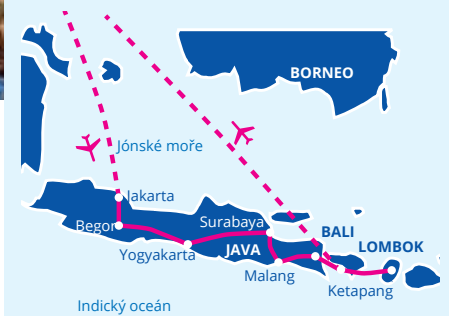 BORNEO
Jónské moře
Jakarta
Begor
Surabaya
Yogyakarta
JAVA
BALI
LOMBOK
Malang
Ketapang
Indický oceán